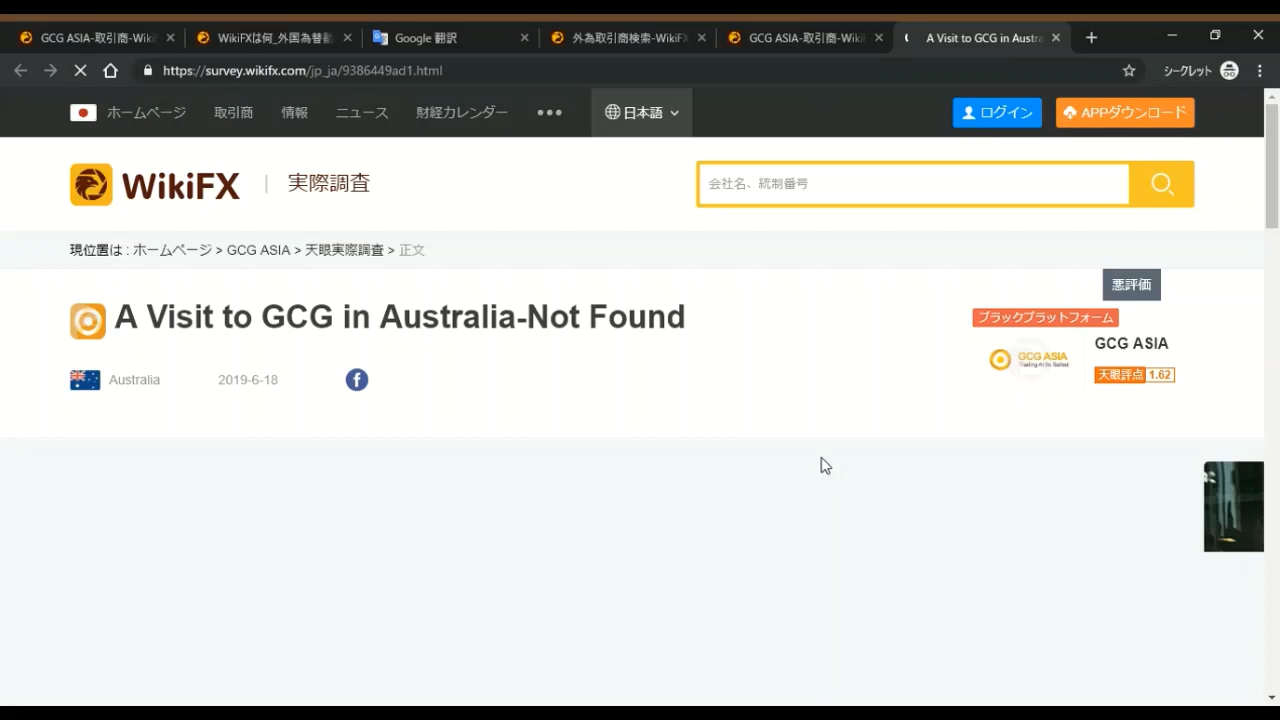 GCG ASIA-取引商-Wiki
WikiFXは何_外国為替動
Google 翻訳
外為取引商検索-WikiFX
GCG ASIA-取引商-Wiki
A Visit to GCG in Austra
https://survey.wikifx.com/jp_ja/9386449ad1.html
シークレット
ホームページ
取引商
情報
ニュース
財経カレンダー
日本語
ログイン
APPダウンロード
WikiFX
実際調査
会社名、統制番号
現位置は : ホームページ > GCG ASIA > 天眼実際調査 > 正文
悪評価
A Visit to GCG in Australia-Not Found
ブラックプラットフォーム
GCG ASIA
GCG ASIA
天眼評点 1.62
Australia
2019-6-18